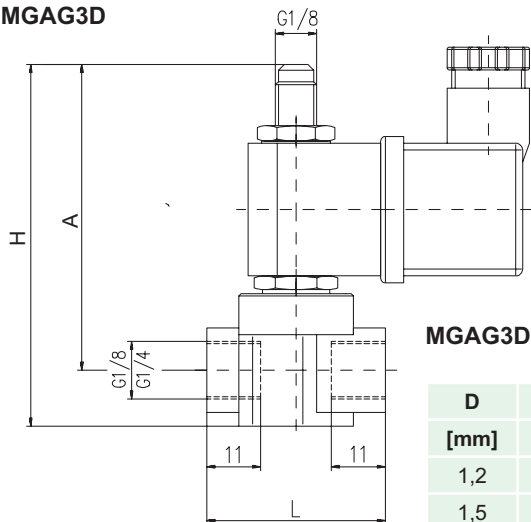 MGAG3D
G1/8
H
A
G1/8
G1/4
11
11
L
MGAG3D
D
[mm]
1,2
1,5